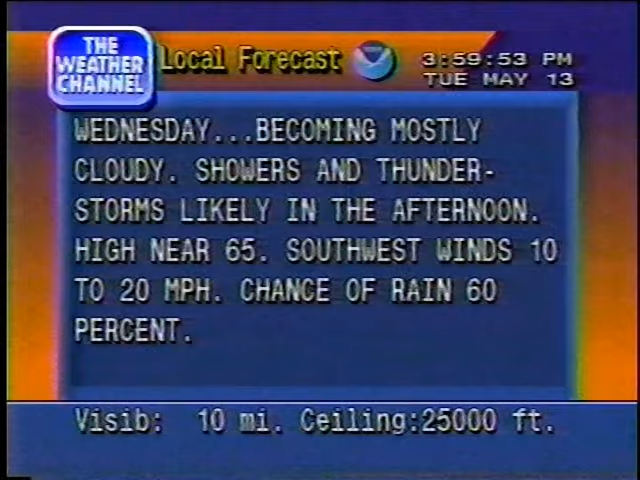 THE
WEATHER
CHANNEL
Local Forecast
3:59:53 PM
TUE MAY 13
WEDNESDAY...BECOMING MOSTLY
CLOUDY. SHOWERS AND THUNDER-
STORMS LIKELY IN THE AFTERNOON.
HIGH NEAR 65. SOUTHWEST WINDS 10
TO 20 MPH. CHANCE OF RAIN 60
PERCENT.
Visib: 10 mi. Ceiling:25000 ft.